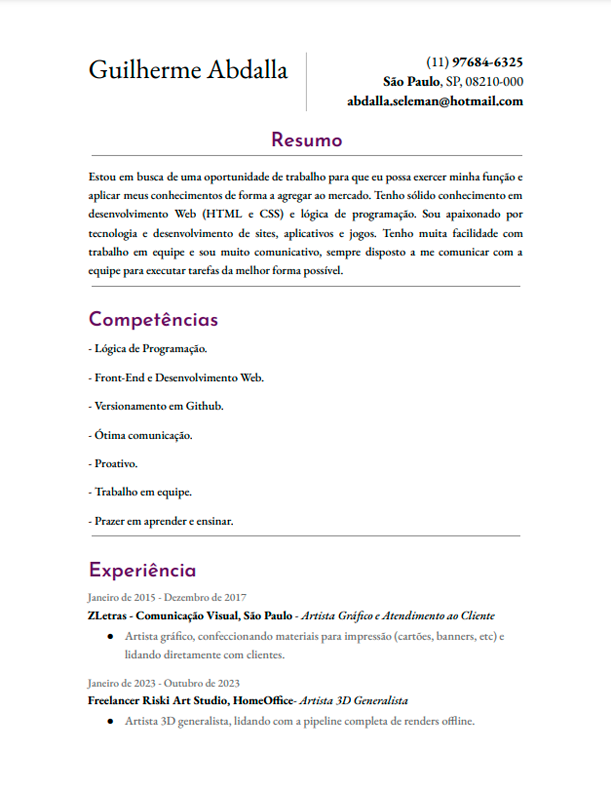 Guilherme Abdalla
(11) 97684-6325
São Paulo, SP, 08210-000
abdalla.seleman@hotmail.com
Resumo
Estou em busca de uma oportunidade de trabalho para que eu possa exercer minha função e
aplicar meus conhecimentos de forma a agregar ao mercado. Tenho sólido conhecimento em
desenvolvimento Web (HTML e CSS) e lógica de programação. Sou apaixonado por
tecnologia e desenvolvimento de sites, aplicativos e jogos. Tenho muita facilidade com
trabalho em equipe e sou muito comunicativo, sempre disposto a me comunicar com a
equipe para executar tarefas da melhor forma possível.
Competências
- Lógica de Programação.
- Front-End e Desenvolvimento Web.
- Versionamento em Github.
- Ótima comunicação.
- Proativo.
- Trabalho em equipe.
- Prazer em aprender e ensinar.
Experiência
Janeiro de 2015 - Dezembro de 2017
ZLetras - Comunicação Visual, São Paulo - Artista Gráfico e Atendimento ao Cliente
● Artista gráfico, confeccionando materiais para impressão (cartões, banners, etc) e
lidando diretamente com clientes.
Janeiro de 2023 - Outubro de 2023
Freelancer Riski Art Studio, HomeOffice- Artista 3D Generalista
● Artista 3D generalista, lidando com a pipeline completa de renders offline.